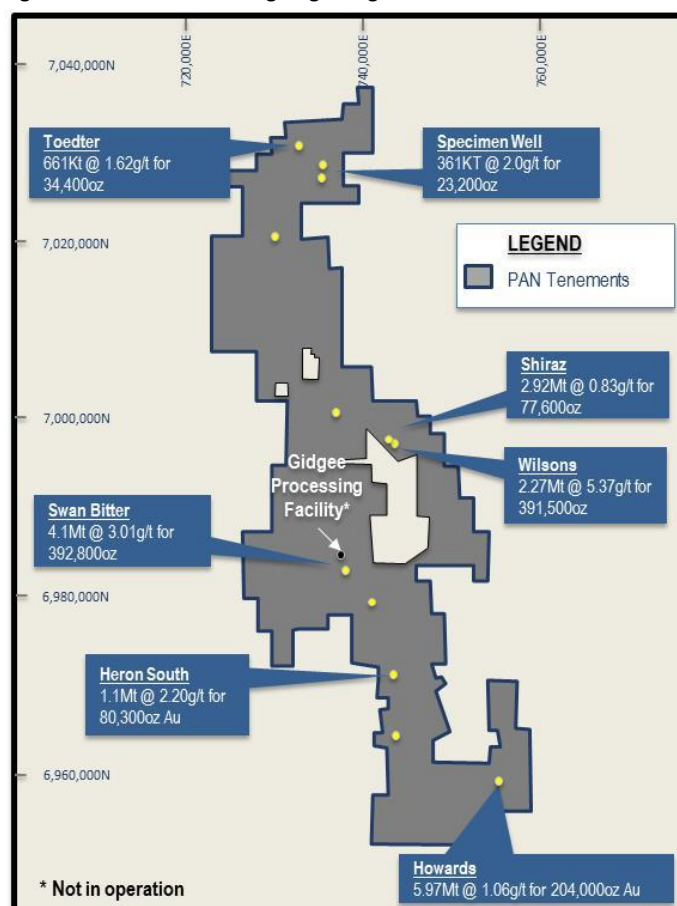 720,000E
740,000E
760,000E
7,040,000N
Toedter
661Kt @ 1.62g/t for
34,400oz
Specimen Well
361KT @ 2.0g/t for
23,200oz
7,020,000N
LEGEND
PAN Tenements
Shiraz
2.92Mt @ 0.83g/t for
77,600oz
7,000,000N
Wilsons
2.27Mt @ 5.37g/t for
391,500oz
Gidgee
Processing
Facility*
Swan Bitter
4.1Mt @ 3.01g/t for
392,800oz
6,980,000N
Heron South
1.1Mt @ 2.20g/t for
80,300oz Au
6,960,000N
Howards
5.97Mt @ 1.06g/t for 204,000oz Au
* Not in operation